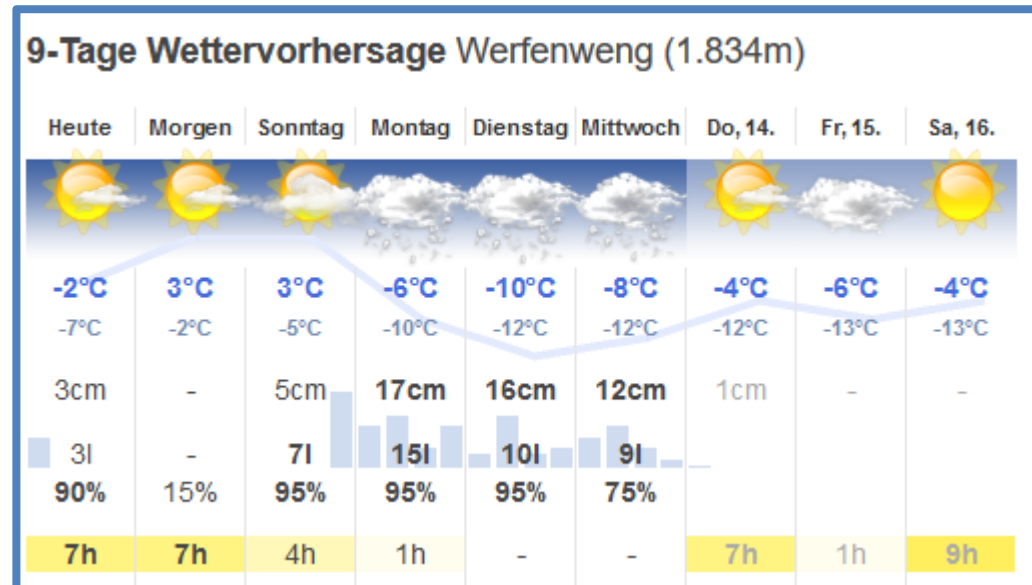 9-Tage Wettervorhersage Werfenweng (1.834m)
Heute Morgen Sonntag Montag Dienstag Mittwoch Do, 14. Fr, 15. Sa, 16.
-2°C 3°C 3°C -6°C -10°C -8°C -4°C -6°C -4°C
-7°C -2°C -5°C -10°C -12°C -12°C -12°C -13°C -13°C
3cm - 5cm 17cm 16cm 12cm 1cm - -
3l - 7l 15l 10l 9l
90% 15% 95% 95% 95% 75%
7h 7h 4h 1h - - 7h 1h 9h